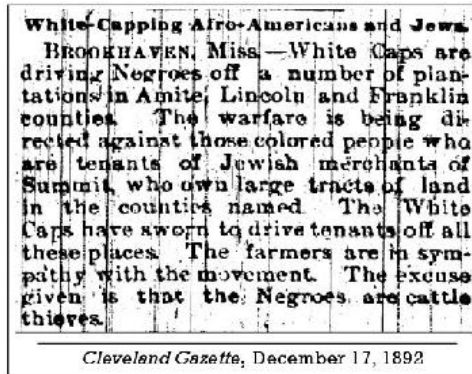 White-Capping Afro-Americans and Jews.
BROOKHAVEN, Miss.—White Caps are
driving Negroes off a number of plan-
tations in Amite, Lincoln and Franklin
counties. The warfare is being di-
rected against those colored people who
are tenants of Jewish merchants of
Summit, who own large tracts of land
in the counties named. The White
Caps have sworn to drive tenants off all
these places. The farmers are in sym-
pathy with the movement. The excuse
given is that the Negroes are cattle
thieves.
Cleveland Gazette, December 17, 1892